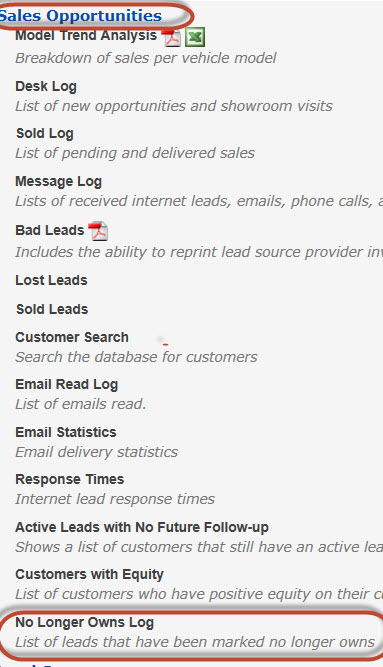 Sales Opportunities
Model Trend Analysis
Breakdown of sales per vehicle model
Desk Log
List of new opportunities and showroom visits
Sold Log
List of pending and delivered sales
Message Log
Lists of received internet leads, emails, phone calls,
Bad Leads
Includes the ability to reprint lead source provider
Lost Leads
Sold Leads
Customer Search
Search the database for customers
Email Read Log
List of emails read.
Email Statistics
Email delivery statistics
Response Times
Internet lead response times
Active Leads with No Future Follow-up
Shows a list of customers that still have an active
Customers with Equity
List of customers who have positive equity on their
No Longer Owns Log
List of leads that have been marked no longer owns